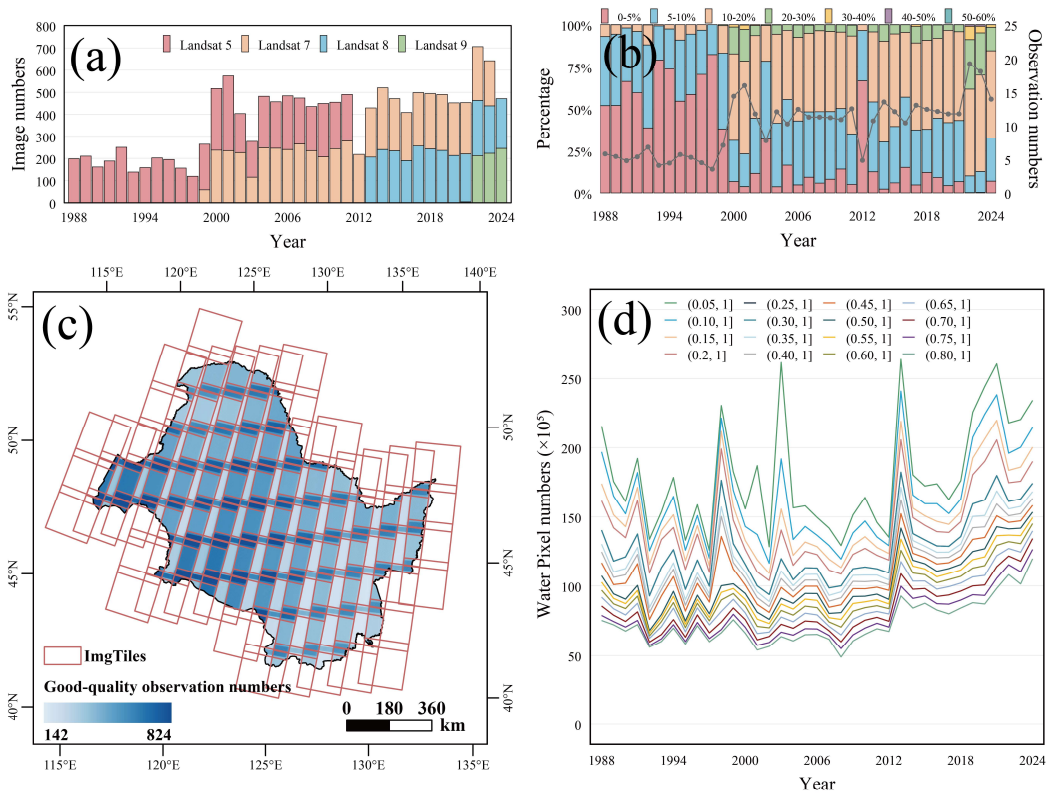 (a)
Landsat 5 Landsat 7 Landsat 8 Landsat 9
Image numbers
800
700
600
500
400
300
200
100
0
1988 1994 2000 2006 2012 2018 2024
Year
(b)
0-5% 5-10% 10-20% 20-30% 30-40% 40-50% 50-60%
Percentage
100%
75%
50%
25%
0%
Observation numbers
25
20
15
10
5
0
1988 1994 2000 2006 2012 2018 2024
Year
(c)
115°E 120°E 125°E 130°E 135°E 140°E
55°N
50°N
45°N
40°N
50°N
45°N
40°N
ImgTiles
Good-quality observation numbers
142 824
0 180 360
km
115°E 120°E 125°E 130°E 135°E
(d)
(0.05, 1] (0.25, 1] (0.45, 1] (0.65, 1]
(0.10, 1] (0.30, 1] (0.50, 1] (0.70, 1]
(0.15, 1] (0.35, 1] (0.55, 1] (0.75, 1]
(0.2, 1] (0.40, 1] (0.60, 1] (0.80, 1]
Water Pixel numbers (×10⁵)
300
250
200
150
100
50
0
1988 1994 2000 2006 2012 2018 2024
Year